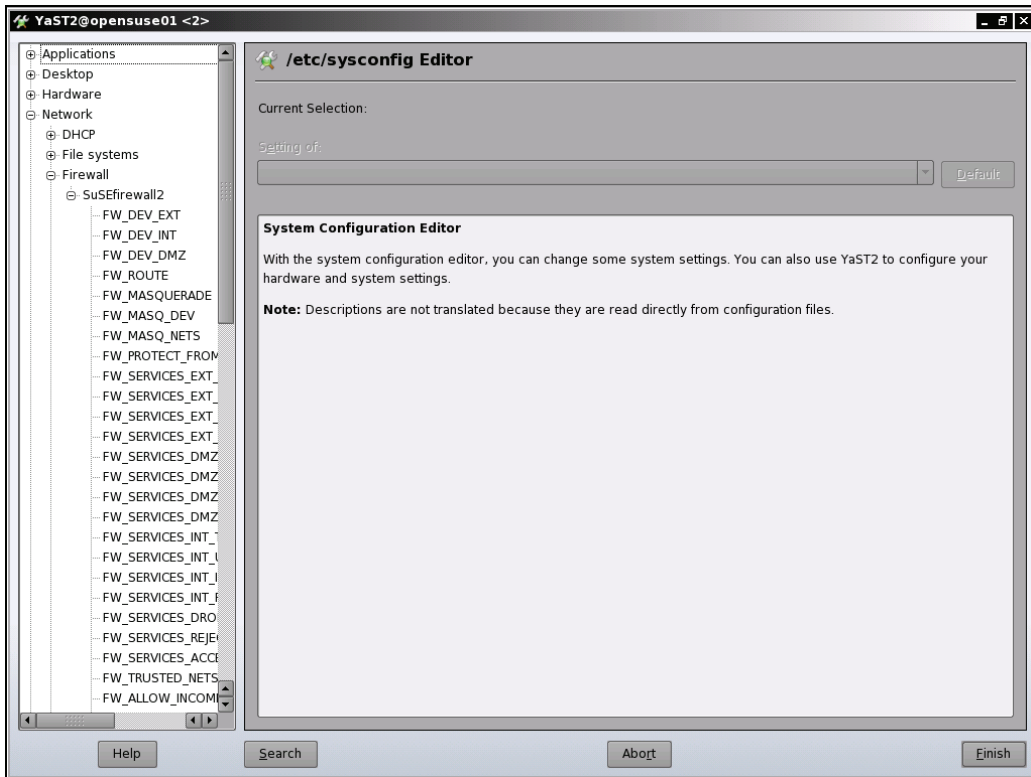 YaST2@opensuse01 <2>
Applications
Desktop
Hardware
Network
DHCP
File systems
Firewall
SuSEfirewall2
FW_DEV_EXT
FW_DEV_INT
FW_DEV_DMZ
FW_ROUTE
FW_MASQUERADE
FW_MASQ_DEV
FW_MASQ_NETS
FW_PROTECT_FROM
FW_SERVICES_EXT_
FW_SERVICES_EXT_
FW_SERVICES_EXT_
FW_SERVICES_EXT_
FW_SERVICES_DMZ
FW_SERVICES_DMZ
FW_SERVICES_DMZ
FW_SERVICES_DMZ
FW_SERVICES_INT_T
FW_SERVICES_INT_U
FW_SERVICES_INT_I
FW_SERVICES_INT_R
FW_SERVICES_DRO
FW_SERVICES_REJE
FW_SERVICES_ACCE
FW_TRUSTED_NETS
FW_ALLOW_INCOM
/etc/sysconfig Editor
Current Selection:
Setting of:
Default
System Configuration Editor
With the system configuration editor, you can change some system settings. You can also use YaST2 to configure your
hardware and system settings.
Note: Descriptions are not translated because they are read directly from configuration files.
Help
Search
Abort
Finish